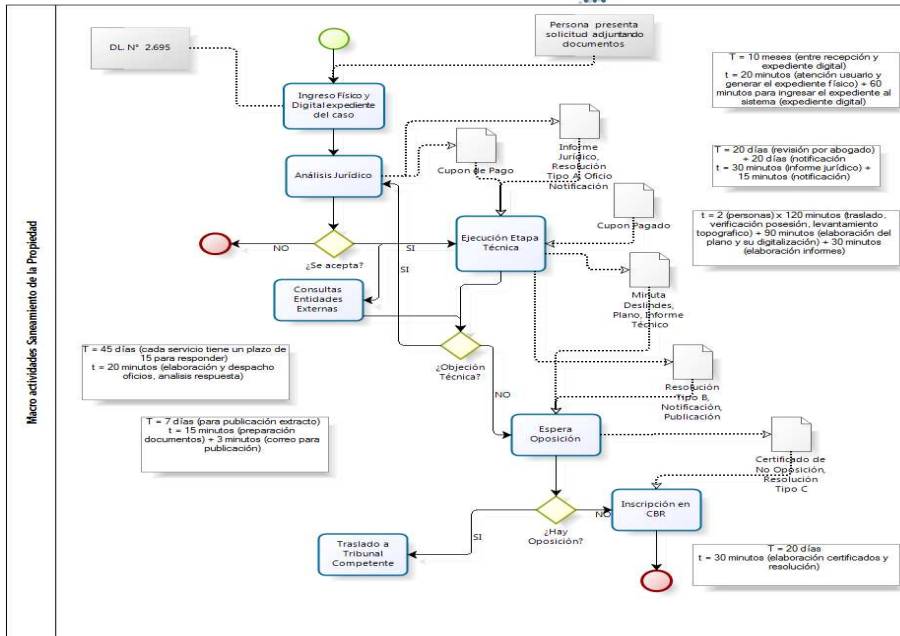 Macro actividades Saneamiento de la Propiedad
DL. N° 2.695
Persona presenta
solicitud adjuntando
documentos
T = 10 meses (entre recepción y
expediente digital)
t = 20 minutos (atención usuario y
generar el expediente físico) + 60
minutos para ingresar el expediente al
sistema (expediente digital)
Ingreso Físico y
Digital expediente
del caso
Análisis Jurídico
Cupon de Pago
Informe
Jurídico,
Resolución
Tipo A, Oficio
Notificación
T = 20 días (revisión por abogado)
+ 20 días (notificación
t = 30 minutos (informe jurídico) +
15 minutos (notificación)
Cupon Pagado
t = 2 (personas) x 120 minutos (traslado,
verificación posesión, levantamiento
topografico) + 90 minutos (elaboración del
plano y su digitalización) + 30 minutos
(elaboración informes)
Ejecución Etapa
Técnica
NO
SI
¿Se acepta?
SI
Consultas
Entidades
Externas
Minuta
Deslindes,
Plano, Informe
Técnico
¿Objeción
Técnica?
NO
T = 45 días (cada servicio tiene un plazo de
15 para responder)
t = 20 minutos (elaboración y despacho
oficios, analisis respuesta)
Resolución
Tipo B,
Notificación,
Publicación
T = 7 días (para publicación extracto)
t = 15 minutos (preparación
documentos) + 3 minutos (correo para
publicación)
Espera
Oposición
Certificado de
No Oposición,
Resolución
Tipo C
¿Hay
Oposición?
NO
SI
Inscripción en
CBR
Traslado a
Tribunal
Competente
T = 20 días
t = 30 minutos (elaboración certificados y
resolución)